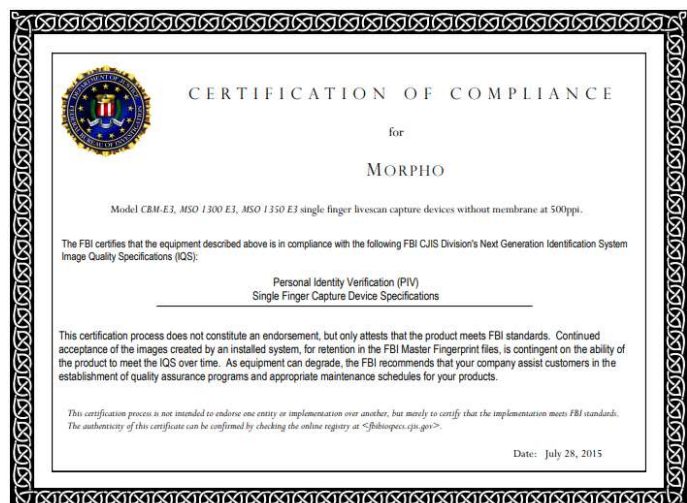 CERTIFICATION OF COMPLIANCE
for
MORPHO
Model CBM-E3, MSO 1300 E3, MSO 1350 E3 single finger livescan capture devices without membrane at 500ppi.
The FBI certifies that the equipment described above is in compliance with the following FBI CJIS Division's Next Generation Identification System
Image Quality Specifications (IQS):
Personal Identity Verification (PIV)
Single Finger Capture Device Specifications
This certification process does not constitute an endorsement, but only attests that the product meets FBI standards. Continued
acceptance of the images created by an installed system, for retention in the FBI Master Fingerprint files, is contingent on the ability of
the product to meet the IQS over time. As equipment can degrade, the FBI recommends that your company assist customers in the
establishment of quality assurance programs and appropriate maintenance schedules for your products.
This certification process is not intended to endorse one entity or implementation over another, but merely to certify that the implementation meets FBI standards.
The authenticity of this certificate can be confirmed by checking the online registry at <fbibiospecs.cjis.gov>.
Date: July 28, 2015
DEPARTMENT OF JUSTICE
FEDERAL BUREAU OF INVESTIGATION